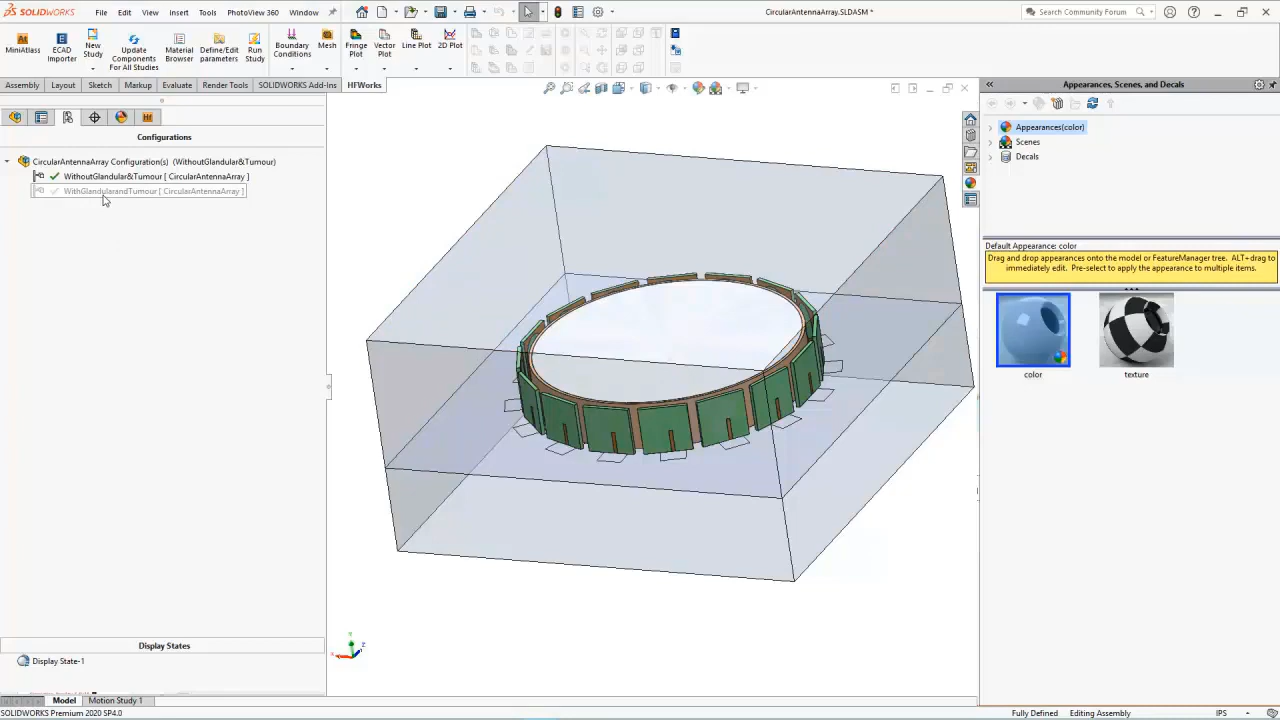 SOLIDWORKS File Edit View Insert Tools PhotoView 360 Window CircularAntennaArray.SLDASM * Search Community Forum
MiniAtlass ECAD Importer New Study Update Components For All Studies Material Browser Define/Edit parameters Run Study Boundary Conditions Mesh Fringe Plot Vector Plot Line Plot 2D Plot
Assembly Layout Sketch Markup Evaluate Render Tools SOLIDWORKS Add-Ins HFWorks
Appearances, Scenes, and Decals
Configurations
Appearances(color)
Scenes
Decals
CircularAntennaArray Configuration(s) (WithoutGlandular&Tumour)
WithoutGlandular&Tumour [ CircularAntennaArray ]
WithGlandularandTumour [ CircularAntennaArray ]
Default Appearance: color
Drag and drop appearances onto the model or FeatureManager tree. ALT+drag to
immediately edit. Pre-select to apply the appearance to multiple items.
color texture
Display States
Display State-1
Model Motion Study 1
SOLIDWORKS Premium 2020 SP4.0 Fully Defined Editing Assembly IPS